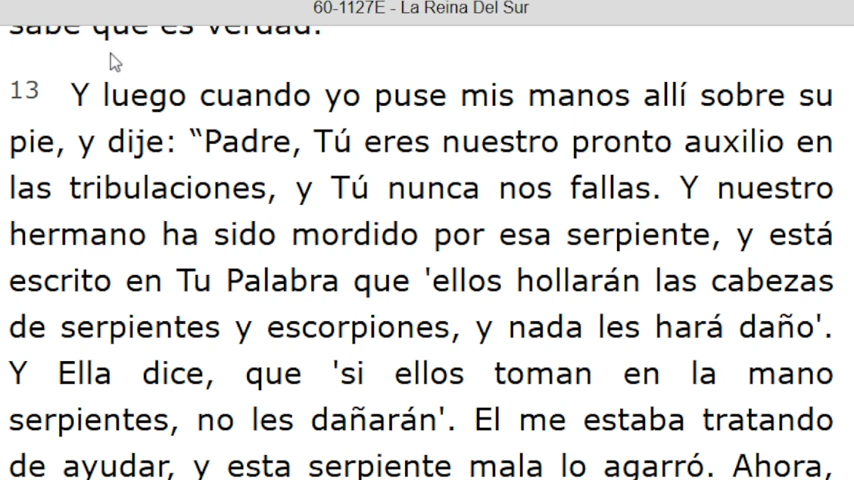 60-1127E - La Reina Del Sur
sabe que es verdad.
13 Y luego cuando yo puse mis manos allí sobre su
pie, y dije: “Padre, Tú eres nuestro pronto auxilio en
las tribulaciones, y Tú nunca nos fallas. Y nuestro
hermano ha sido mordido por esa serpiente, y está
escrito en Tu Palabra que 'ellos hollarán las cabezas
de serpientes y escorpiones, y nada les hará daño'.
Y Ella dice, que 'si ellos toman en la mano
serpientes, no les dañarán'. El me estaba tratando
de ayudar, y esta serpiente mala lo agarró. Ahora,